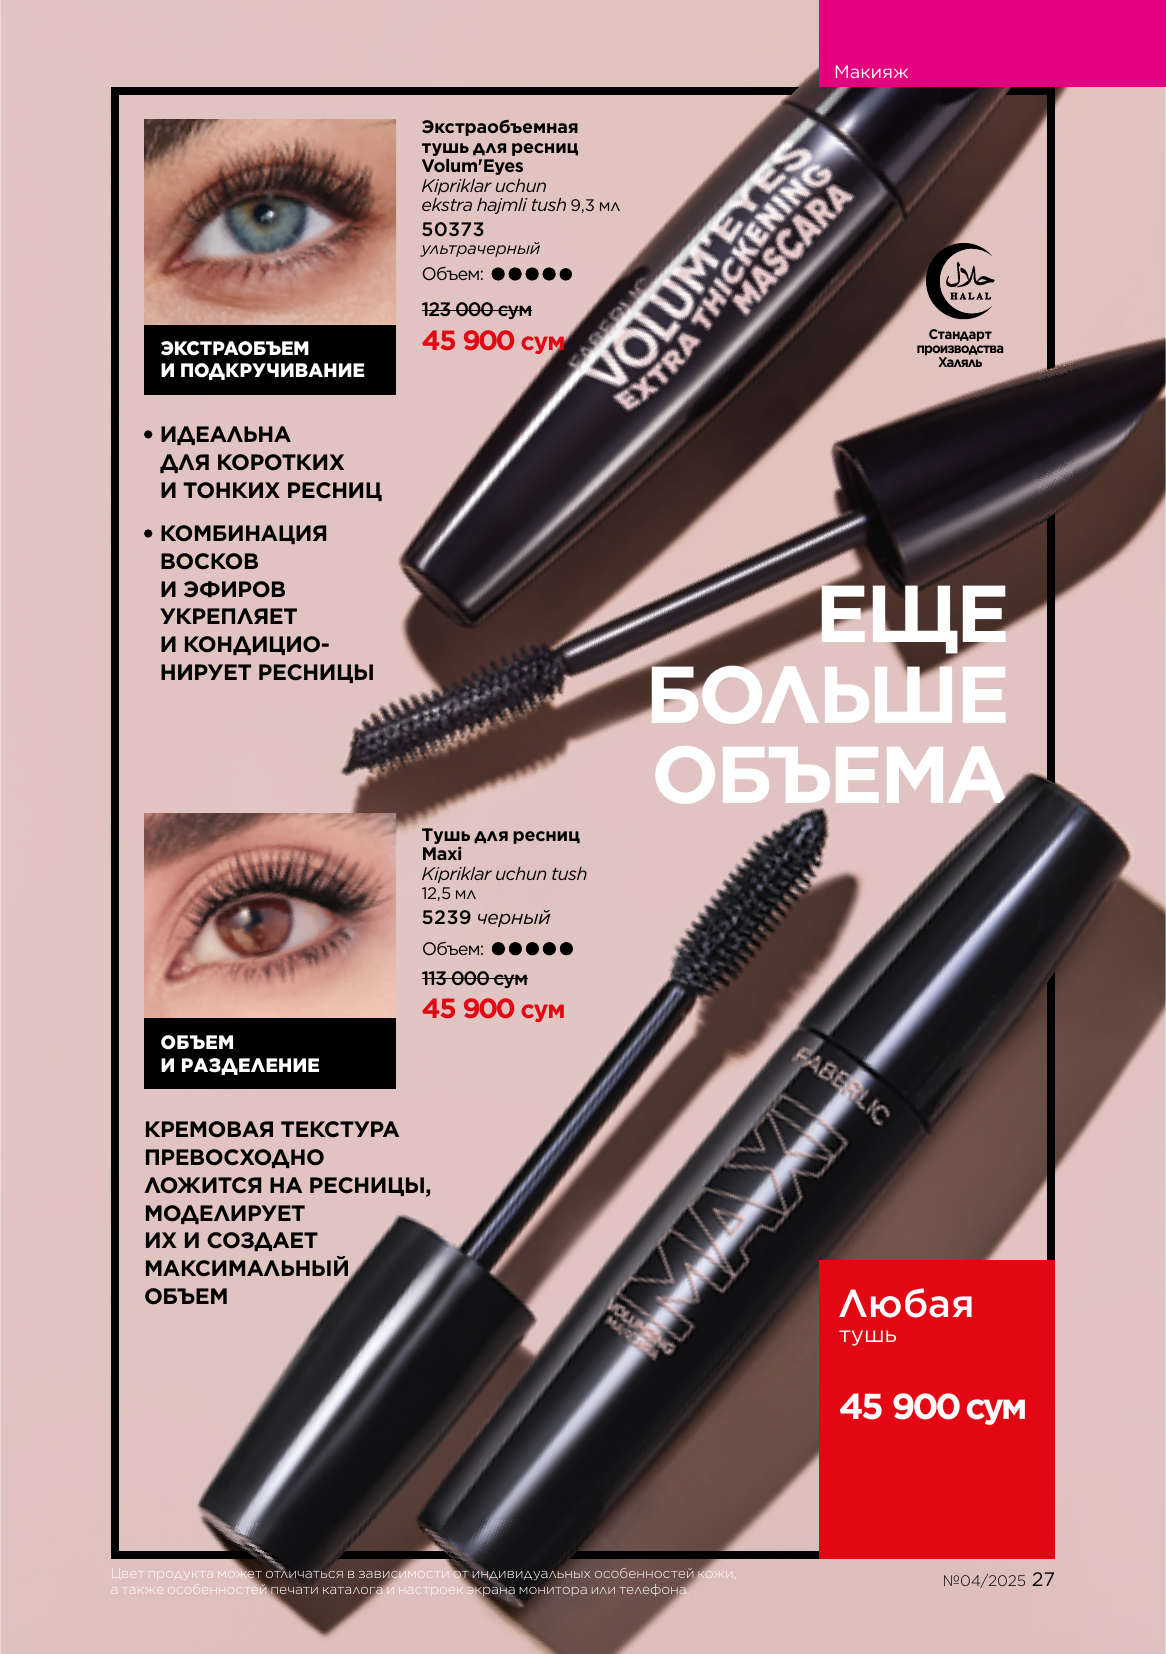 Макияж
Экстраобъемная
тушь для ресниц
Volum'Eyes
Kipriklar uchun
ekstra hajmli tush 9,3 мл
50373
ультрачерный
Объем: ●●●●●
123 000 сум
45 900 сум
ЭКСТРАОБЪЕМ
И ПОДКРУЧИВАНИЕ
• ИДЕАЛЬНА
ДЛЯ КОРОТКИХ
И ТОНКИХ РЕСНИЦ
• КОМБИНАЦИЯ
ВОСКОВ
И ЭФИРОВ
УКРЕПЛЯЕТ
И КОНДИЦИО-
НИРУЕТ РЕСНИЦЫ
FABERLIC
VOLUM'EYES
EXTRA THICKENING
MASCARA
حلال
HALAL
Стандарт
производства
Халяль
ЕЩЕ
БОЛЬШЕ
ОБЪЕМА
Тушь для ресниц
Maxi
Kipriklar uchun tush
12,5 мл
5239 черный
Объем: ●●●●●
113 000 сум
45 900 сум
ОБЪЕМ
И РАЗДЕЛЕНИЕ
КРЕМОВАЯ ТЕКСТУРА
ПРЕВОСХОДНО
ЛОЖИТСЯ НА РЕСНИЦЫ,
МОДЕЛИРУЕТ
ИХ И СОЗДАЕТ
МАКСИМАЛЬНЫЙ
ОБЪЕМ
FABERLIC
MAXI
VOLUMIZING
MASCARA
Любая
тушь
45 900 сум
Цвет продукта может отличаться в зависимости от индивидуальных особенностей кожи,
а также особенностей печати каталога и настроек экрана монитора или телефона.
№04/2025 27